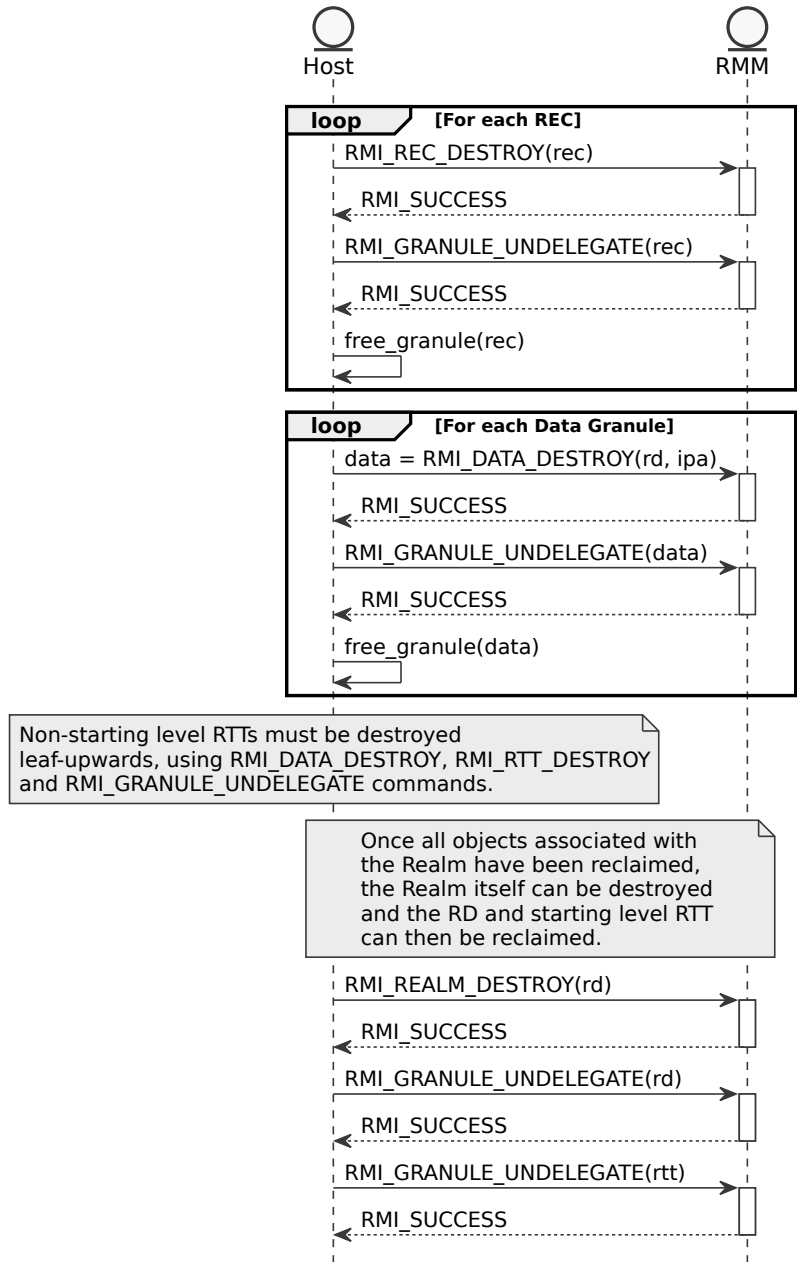 Host
RMM
loop
[For each REC]
RMI_REC_DESTROY(rec)
RMI_SUCCESS
RMI_GRANULE_UNDELEGATE(rec)
RMI_SUCCESS
free_granule(rec)
loop
[For each Data Granule]
data = RMI_DATA_DESTROY(rd, ipa)
RMI_SUCCESS
RMI_GRANULE_UNDELEGATE(data)
RMI_SUCCESS
free_granule(data)
Non-starting level RTTs must be destroyed
leaf-upwards, using RMI_DATA_DESTROY, RMI_RTT_DESTROY
and RMI_GRANULE_UNDELEGATE commands.
Once all objects associated with
the Realm have been reclaimed,
the Realm itself can be destroyed
and the RD and starting level RTT
can then be reclaimed.
RMI_REALM_DESTROY(rd)
RMI_SUCCESS
RMI_GRANULE_UNDELEGATE(rd)
RMI_SUCCESS
RMI_GRANULE_UNDELEGATE(rtt)
RMI_SUCCESS